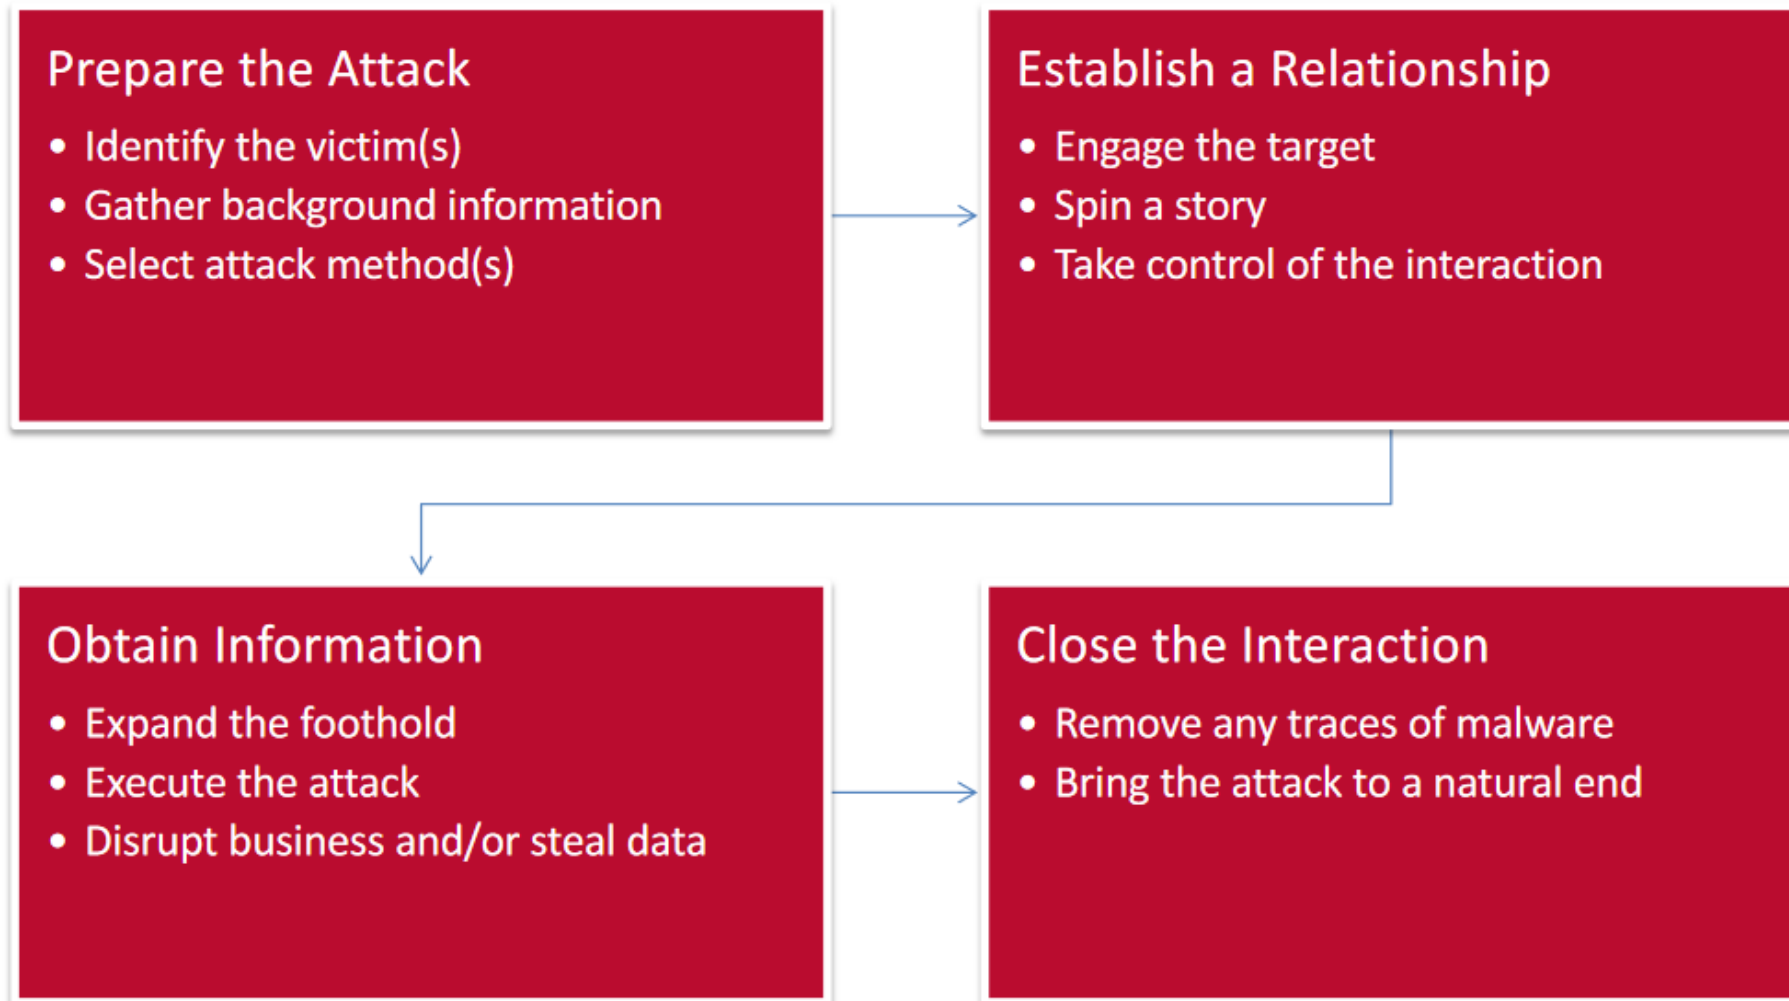 Prepare the Attack
• Identify the victim(s)
• Gather background information
• Select attack method(s)
Establish a Relationship
• Engage the target
• Spin a story
• Take control of the interaction
Obtain Information
• Expand the foothold
• Execute the attack
• Disrupt business and/or steal data
Close the Interaction
• Remove any traces of malware
• Bring the attack to a natural end